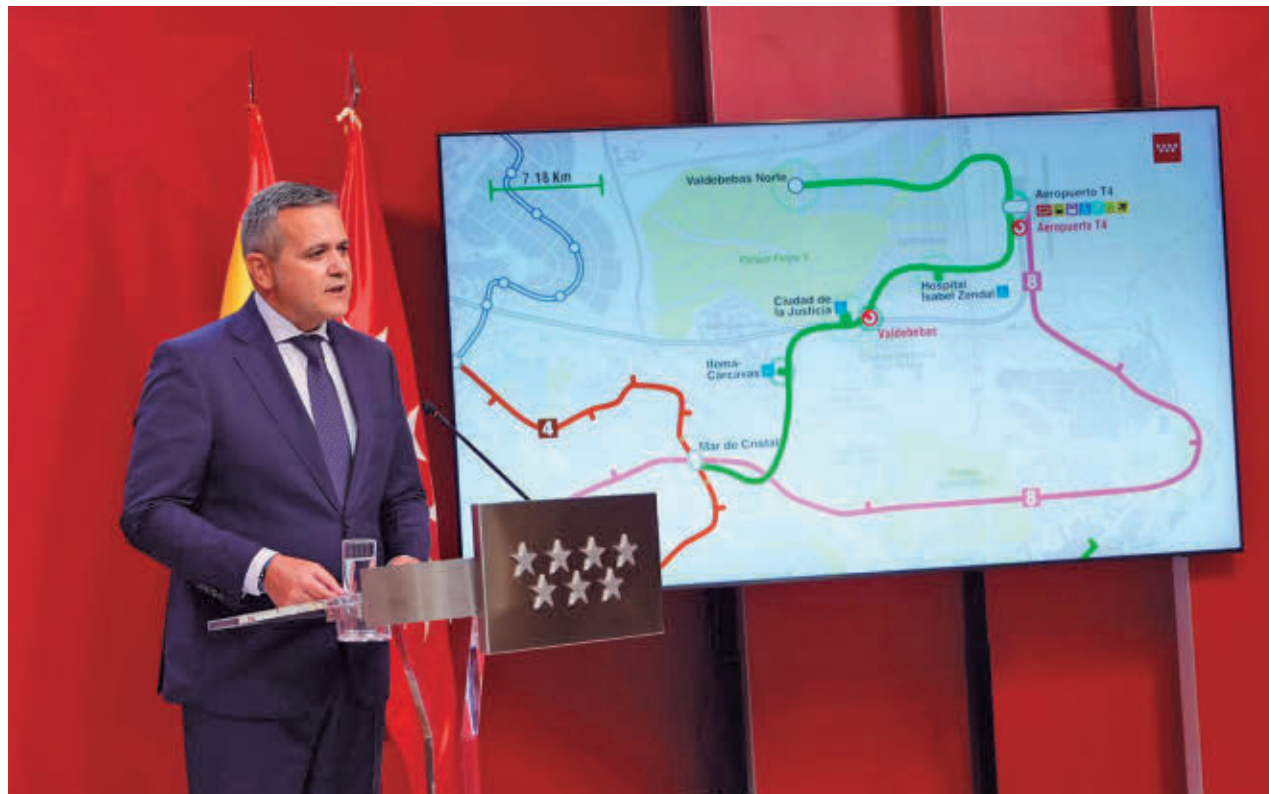 7.18 Km
Valdebebas Norte
Aeropuerto T4
Aeropuerto T4
Parque Felipe VI
8
Hospital
Isabel Zendal
Ciudad de
la Justicia
Valdebebas
Ifema-
Cárcavas
4
Mar de Cristal
8